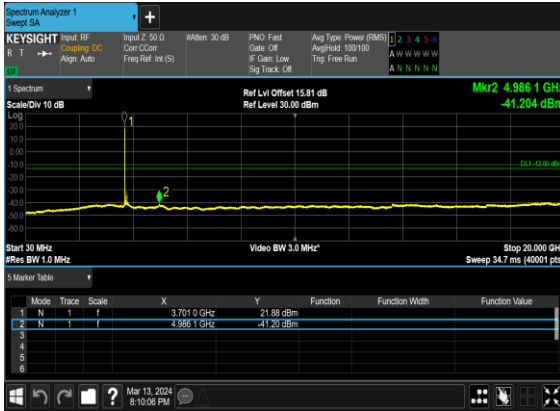 Spectrum Analyzer 1
Swept SA
+
KEYSIGHT Input: RF Input Z: 50 Ω #Atten: 30 dB PNO: Fast Avg Type: Power (RMS) 1 2 3 4 5 6
R T Coupling: DC Corr CCorr Gate: Off Avg|Hold: 100/100 A W W W W W
Align: Auto Freq Ref: Int (S) IF Gain: Low Trig: Free Run
Sig Track: Off A N N N N N
1 Spectrum Ref Lvl Offset 15.81 dB Mkr2 4.986 1 GHz
Scale/Div 10 dB Ref Level 30.00 dBm -41.204 dBm
Log
20.0
10.0
0.00
-10.0
-20.0
-30.0
-40.0
-50.0
-60.0
1
2
DL1 -13.00 dBm
Start 30 MHz Video BW 3.0 MHz* Stop 20.000 GHz
#Res BW 1.0 MHz Sweep 34.7 ms (40001 pts)
5 Marker Table
Mode Trace Scale X Y Function Function Width Function Value
1 N 1 f 3.701 0 GHz 21.88 dBm
2 N 1 f 4.986 1 GHz -41.20 dBm
3
4
5
6
?
Mar 13, 2024
8:10:06 PM